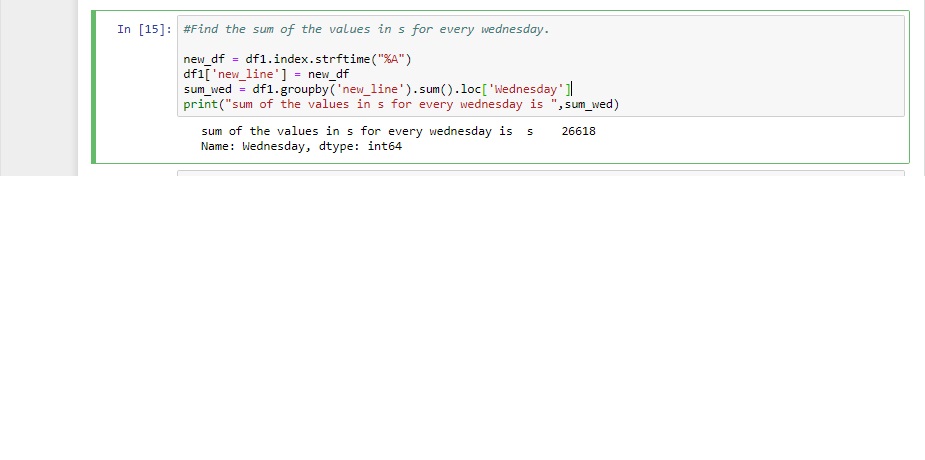 In [15]: #Find the sum of the values in s for every wednesday.
new_df = df1.index.strftime("%A")
df1['new_line'] = new_df
sum_wed = df1.groupby('new_line').sum().loc['Wednesday']
print("sum of the values in s for every wednesday is ",sum_wed)
sum of the values in s for every wednesday is  s    26618
Name: Wednesday, dtype: int64